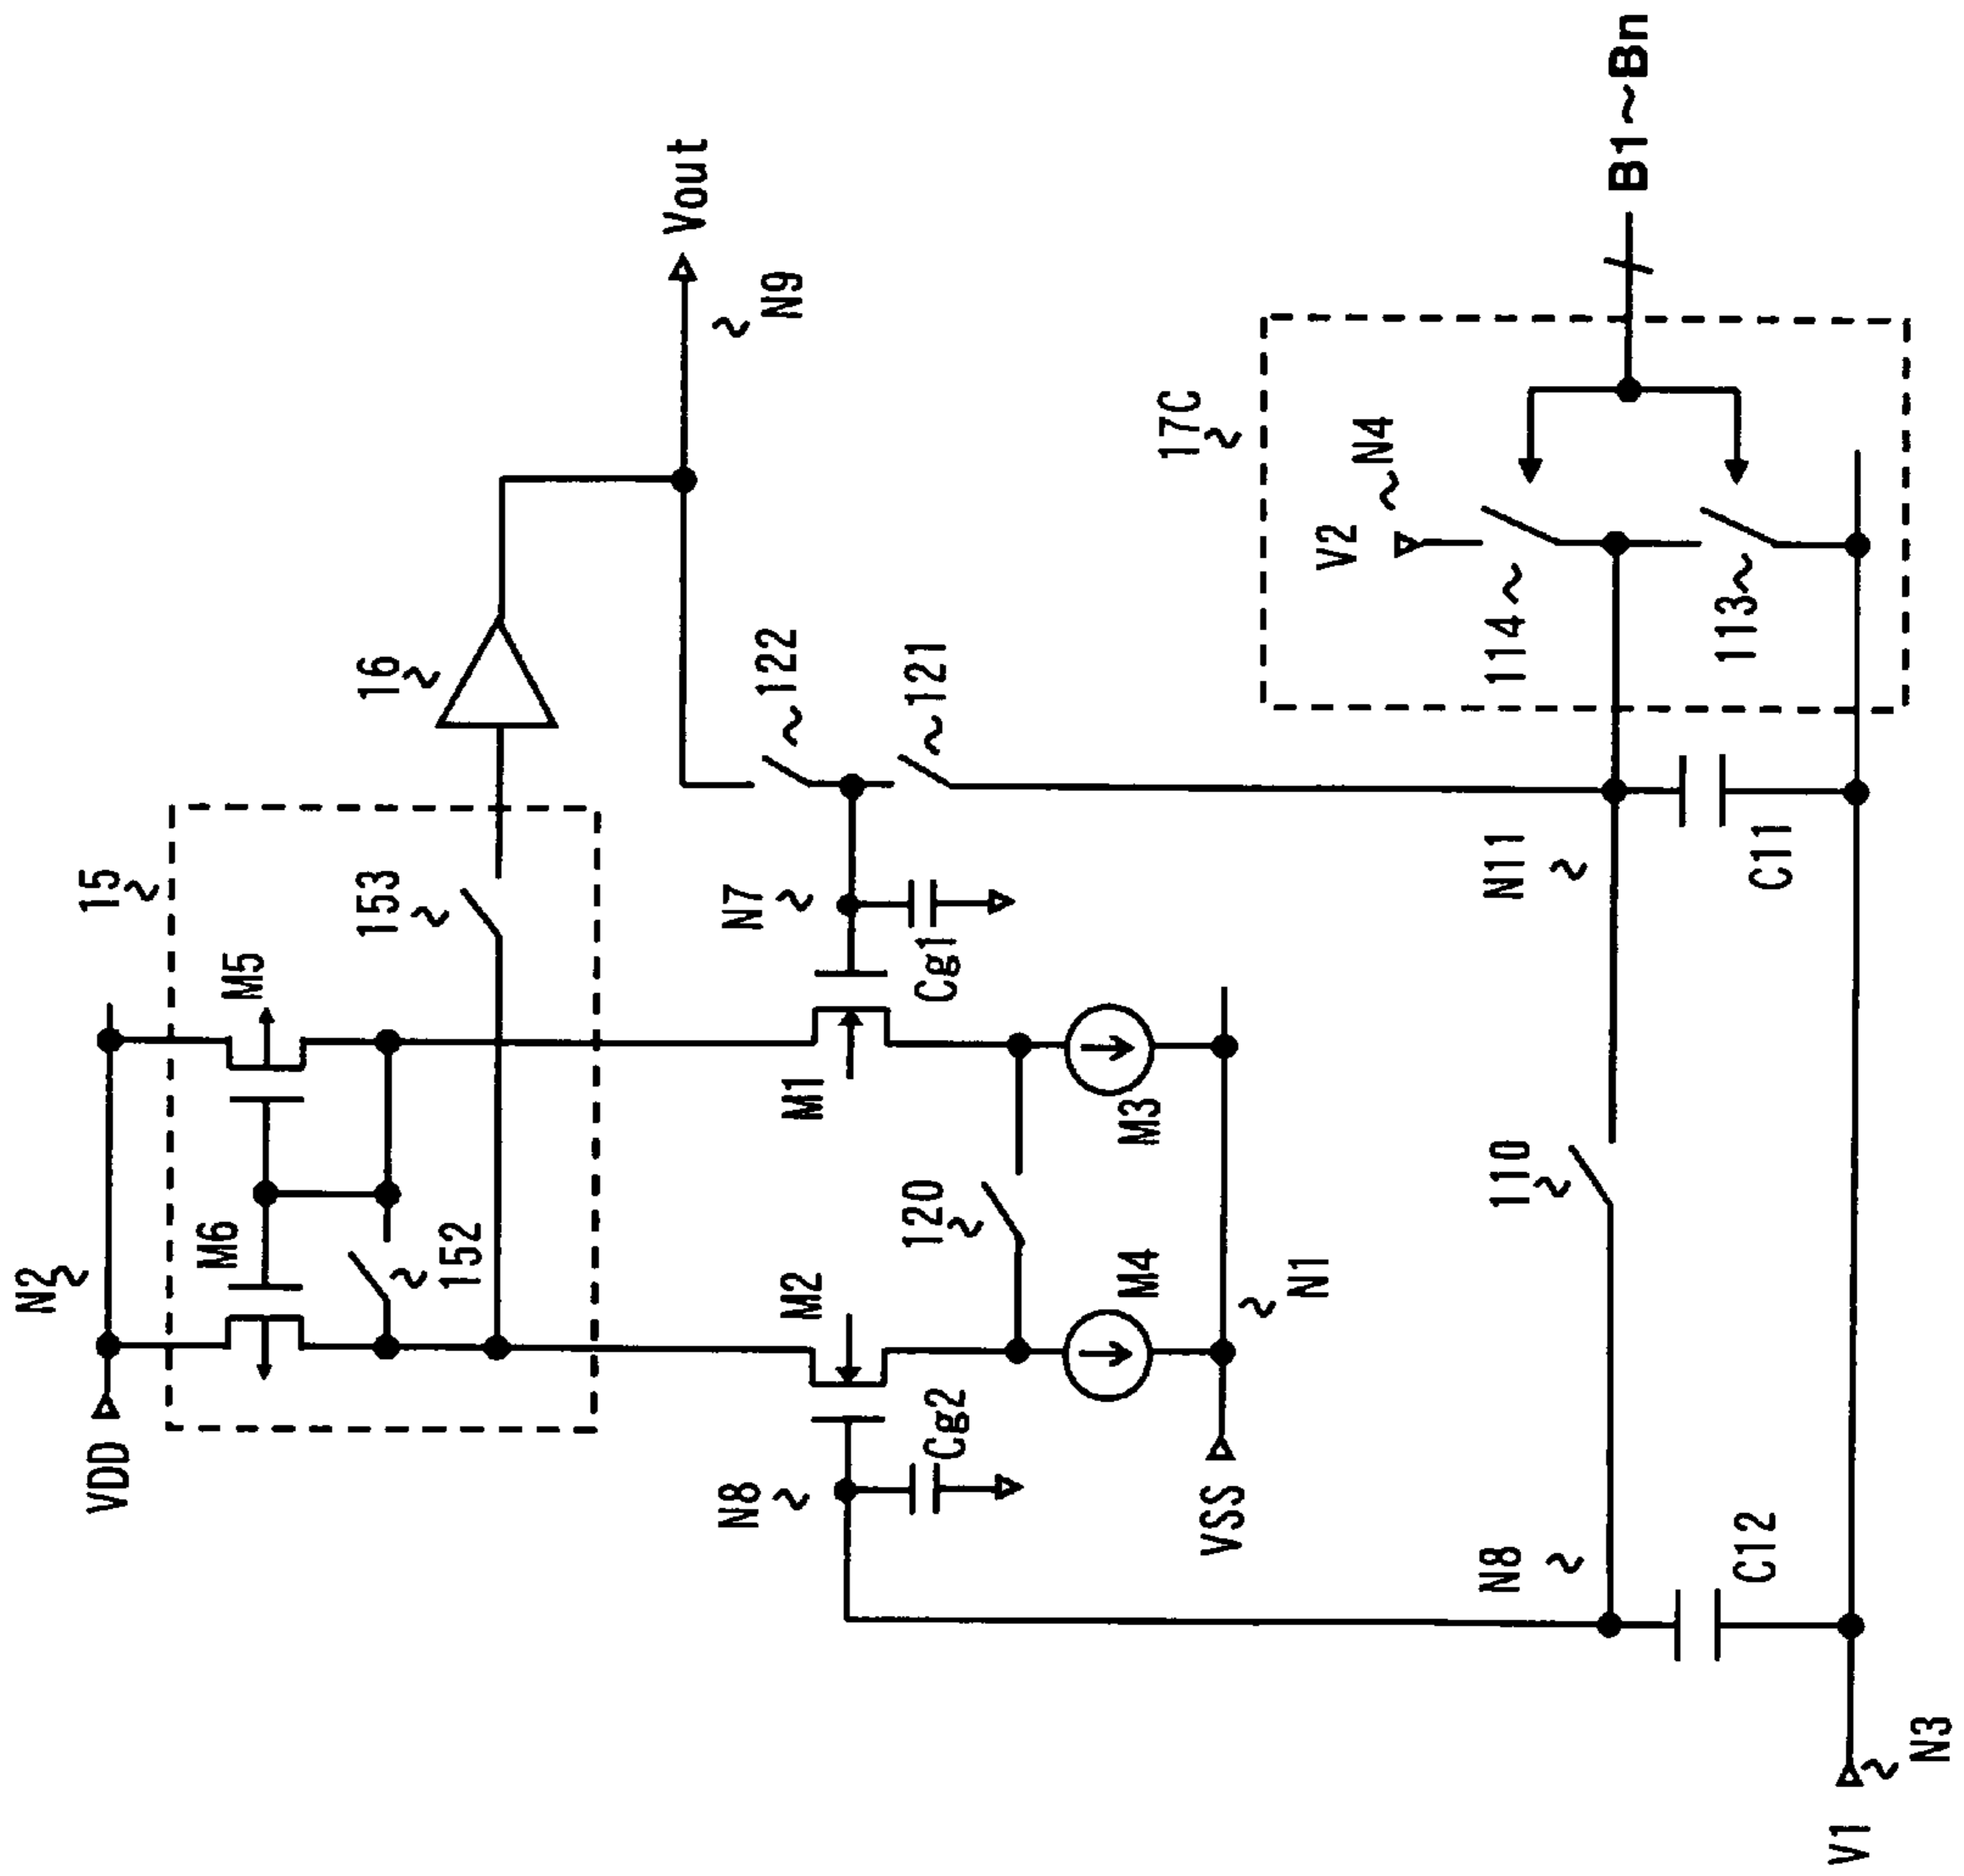 N2
VDD
15
M6
M5
152
153
16
Vout
N9
M2
M1
N7
122
N8
Cg2
Cg1
121
120
M4
M3
VSS
N1
17C
V2
N4
B1~Bn
N8
110
N11
114
C12
C11
113
V1
N3